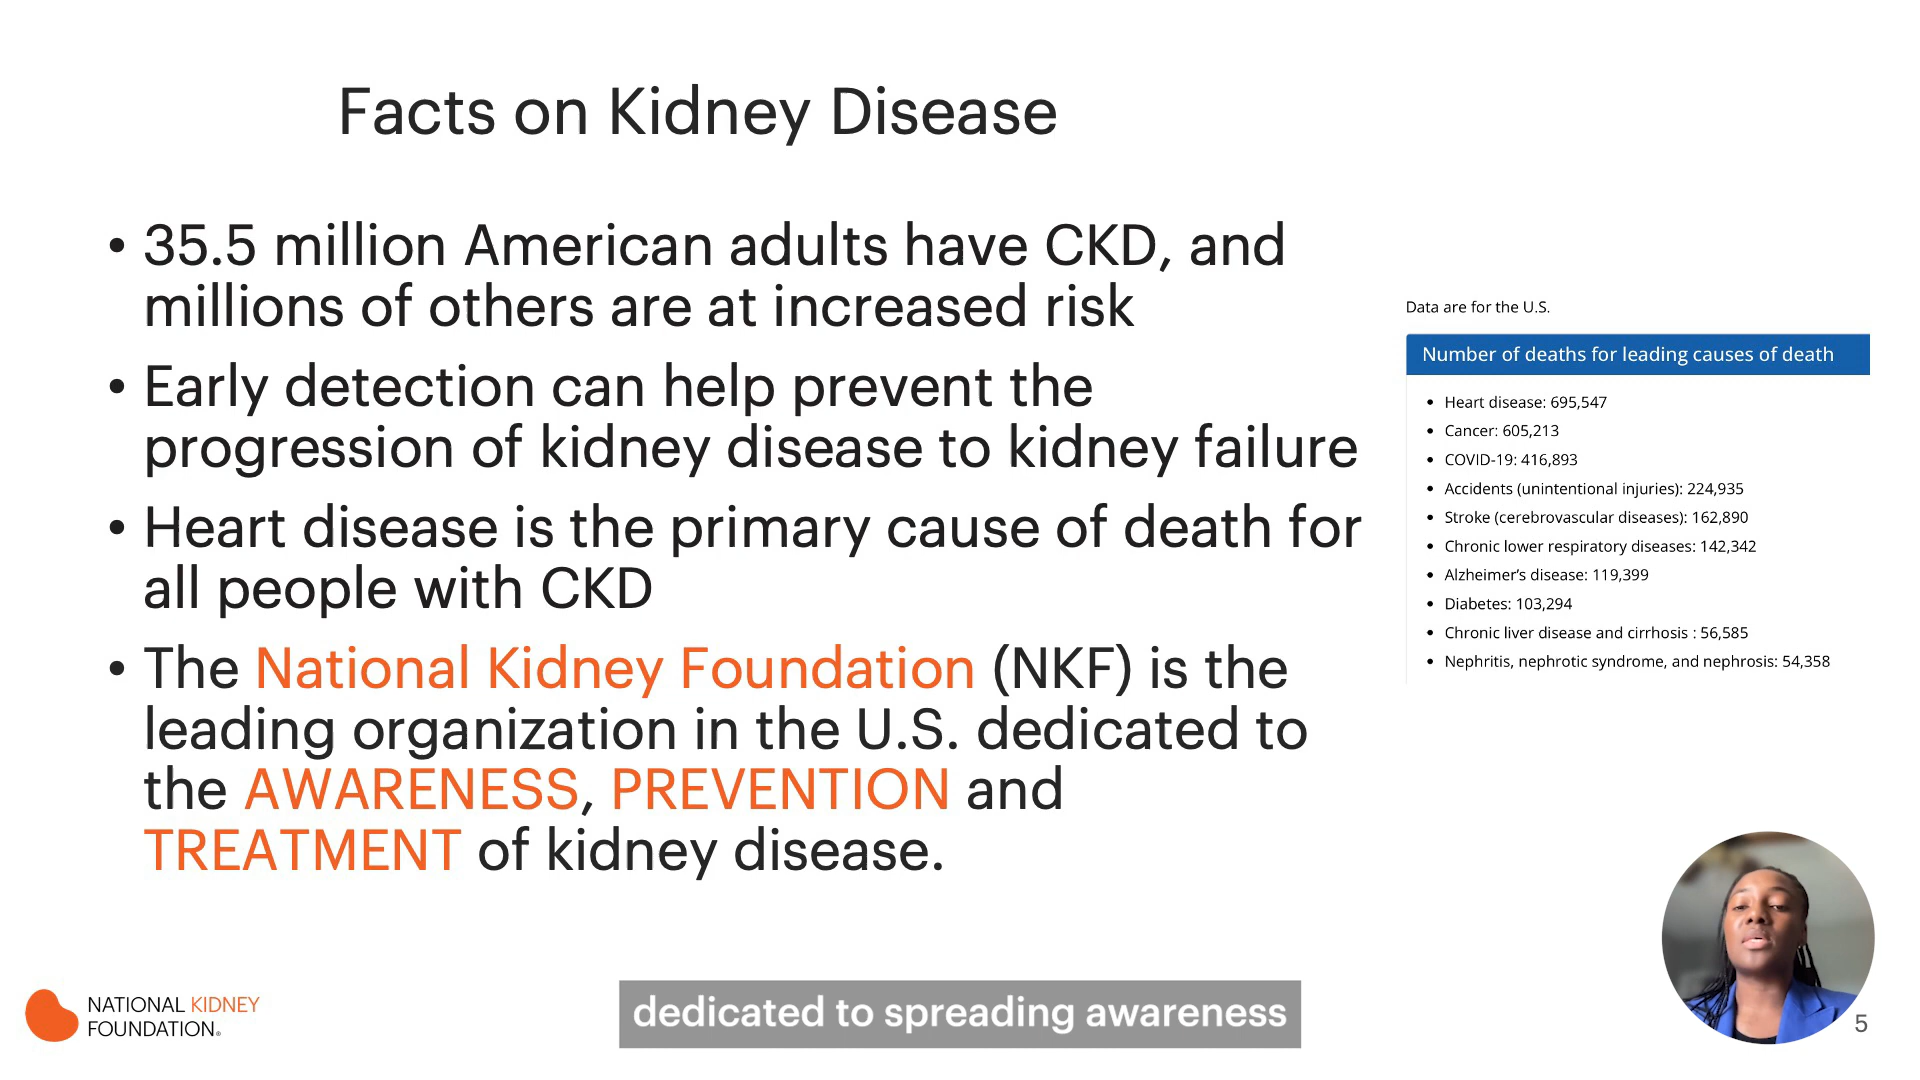 Facts on Kidney Disease
• 35.5 million American adults have CKD, and
millions of others are at increased risk
• Early detection can help prevent the
progression of kidney disease to kidney failure
• Heart disease is the primary cause of death for
all people with CKD
• The National Kidney Foundation (NKF) is the
leading organization in the U.S. dedicated to
the AWARENESS, PREVENTION and
TREATMENT of kidney disease.
Data are for the U.S.
Number of deaths for leading causes of death
• Heart disease: 695,547
• Cancer: 605,213
• COVID-19: 416,893
• Accidents (unintentional injuries): 224,935
• Stroke (cerebrovascular diseases): 162,890
• Chronic lower respiratory diseases: 142,342
• Alzheimer's disease: 119,399
• Diabetes: 103,294
• Chronic liver disease and cirrhosis : 56,585
• Nephritis, nephrotic syndrome, and nephrosis: 54,358
NATIONAL KIDNEY
FOUNDATION®
dedicated to spreading awareness
5